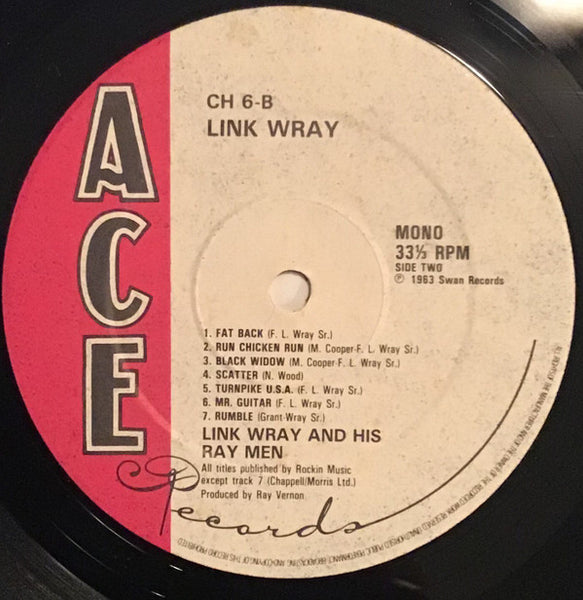 ACE
Records
CH 6-B
LINK WRAY
MONO
33⅓ RPM
SIDE TWO
℗ 1963 Swan Records
1. FAT BACK (F. L. Wray Sr.)
2. RUN CHICKEN RUN (M. Cooper-F. L. Wray Sr.)
3. BLACK WIDOW (M. Cooper-F. L. Wray Sr.)
4. SCATTER (N. Wood)
5. TURNPIKE U.S.A. (F. L. Wray Sr.)
6. MR. GUITAR (F. L. Wray Sr.)
7. RUMBLE (Grant-Wray Sr.)
LINK WRAY AND HIS
RAY MEN
All titles published by Rockin Music
except track 7 (Chappell/Morris Ltd.)
Produced by Ray Vernon